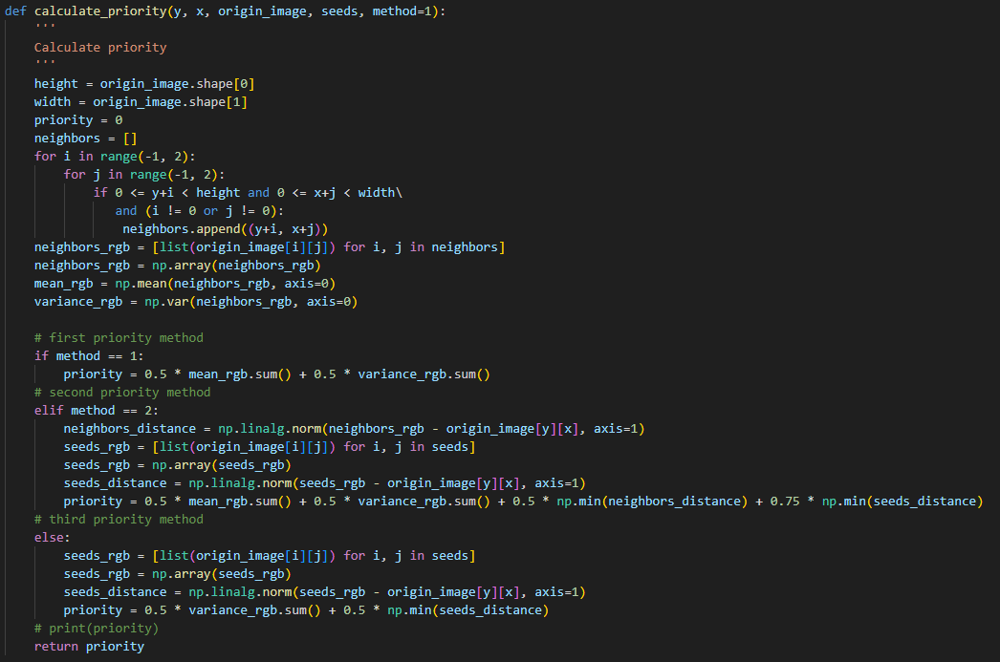 def calculate_priority(y, x, origin_image, seeds, method=1):
    '''
    Calculate priority
    '''
    height = origin_image.shape[0]
    width = origin_image.shape[1]
    priority = 0
    neighbors = []
    for i in range(-1, 2):
        for j in range(-1, 2):
            if 0 <= y+i < height and 0 <= x+j < width\
               and (i != 0 or j != 0):
                neighbors.append((y+i, x+j))
    neighbors_rgb = [list(origin_image[i][j]) for i, j in neighbors]
    neighbors_rgb = np.array(neighbors_rgb)
    mean_rgb = np.mean(neighbors_rgb, axis=0)
    variance_rgb = np.var(neighbors_rgb, axis=0)

    # first priority method
    if method == 1:
        priority = 0.5 * mean_rgb.sum() + 0.5 * variance_rgb.sum()
    # second priority method
    elif method == 2:
        neighbors_distance = np.linalg.norm(neighbors_rgb - origin_image[y][x], axis=1)
        seeds_rgb = [list(origin_image[i][j]) for i, j in seeds]
        seeds_rgb = np.array(seeds_rgb)
        seeds_distance = np.linalg.norm(seeds_rgb - origin_image[y][x], axis=1)
        priority = 0.5 * mean_rgb.sum() + 0.5 * variance_rgb.sum() + 0.5 * np.min(neighbors_distance) + 0.75 * np.min(seeds_distance)
    # third priority method
    else:
        seeds_rgb = [list(origin_image[i][j]) for i, j in seeds]
        seeds_rgb = np.array(seeds_rgb)
        seeds_distance = np.linalg.norm(seeds_rgb - origin_image[y][x], axis=1)
        priority = 0.5 * variance_rgb.sum() + 0.5 * np.min(seeds_distance)
    # print(priority)
    return priority